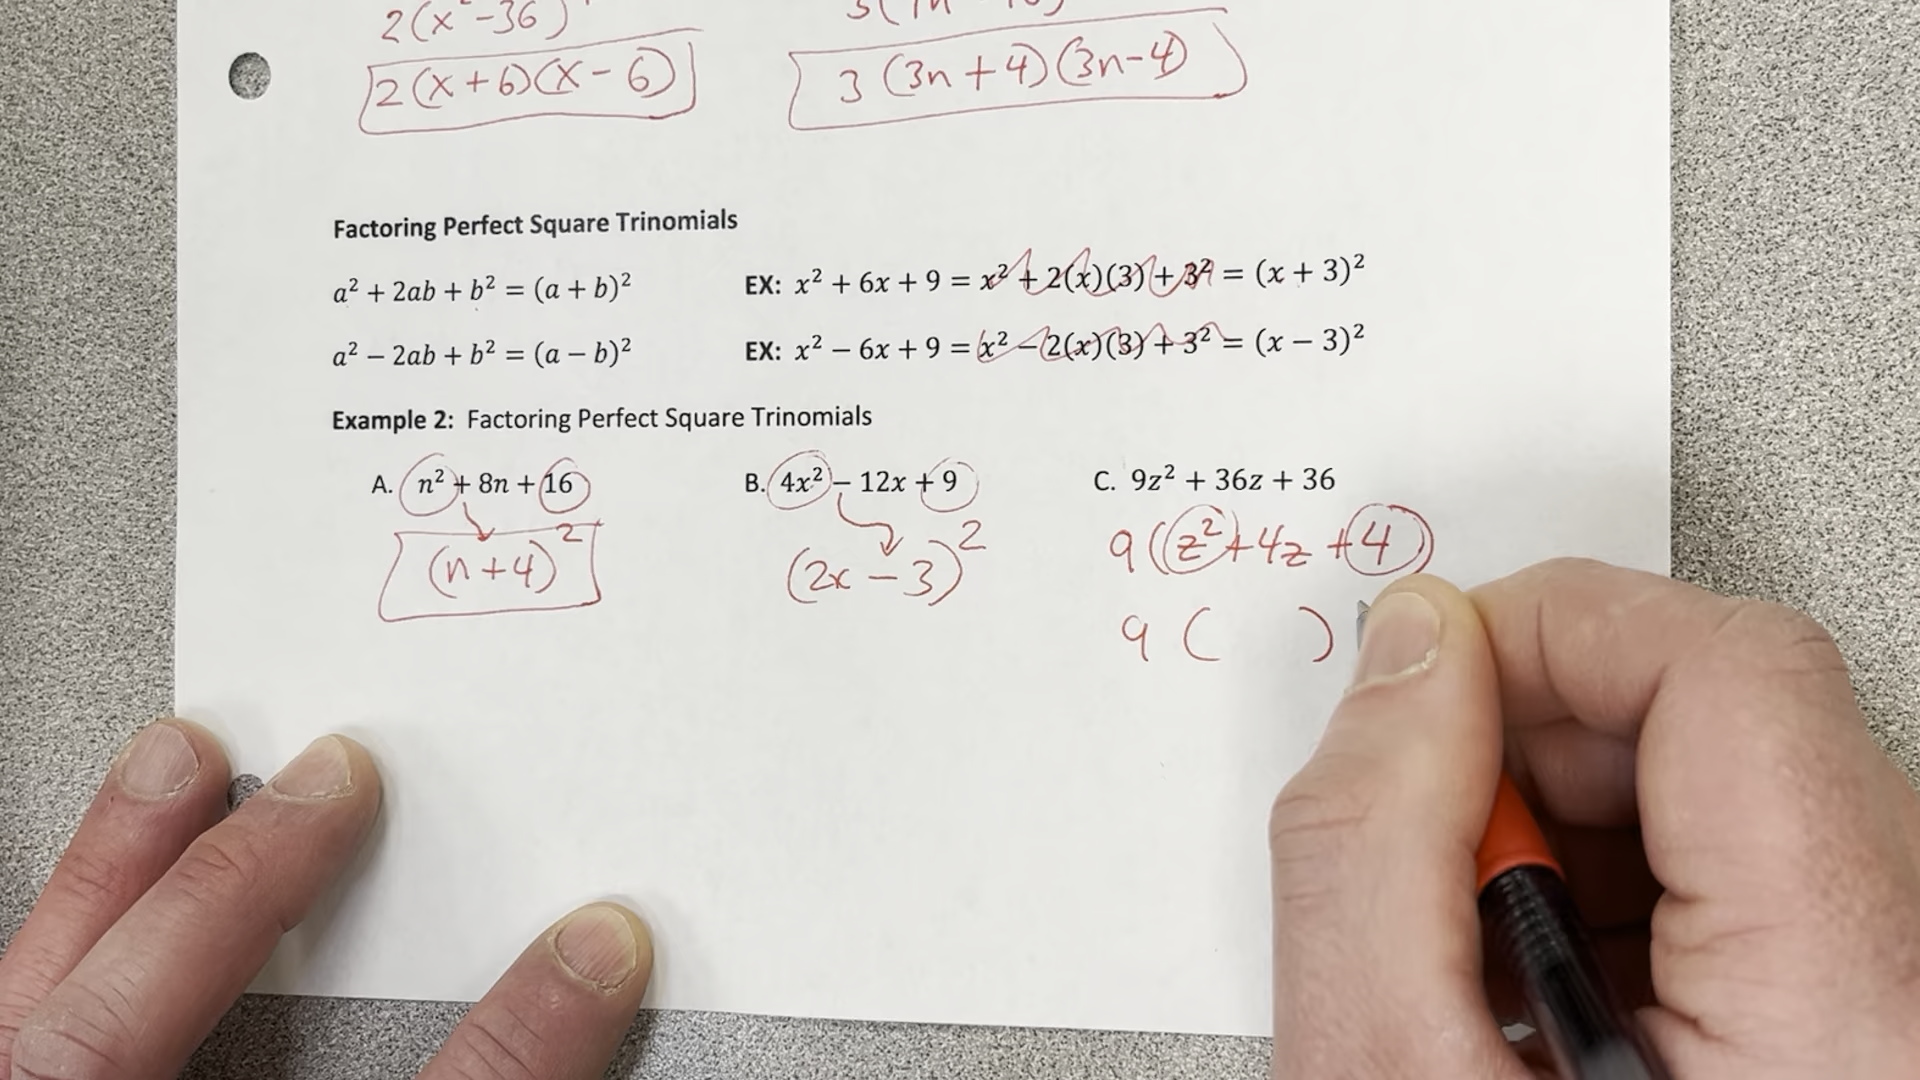 2(x²-36)
2(x+6)(x-6)
3(3n+4)(3n-4)
Factoring Perfect Square Trinomials
a² + 2ab + b² = (a + b)²
EX: x² + 6x + 9 = x² + 2(x)(3) + 3² = (x + 3)²
a² – 2ab + b² = (a – b)²
EX: x² – 6x + 9 = x² – 2(x)(3) + 3² = (x – 3)²
Example 2: Factoring Perfect Square Trinomials
A. n² + 8n + 16
B. 4x² – 12x + 9
C. 9z² + 36z + 36
(n+4)²
(2x-3)²
9(z²+4z+4)
9( )